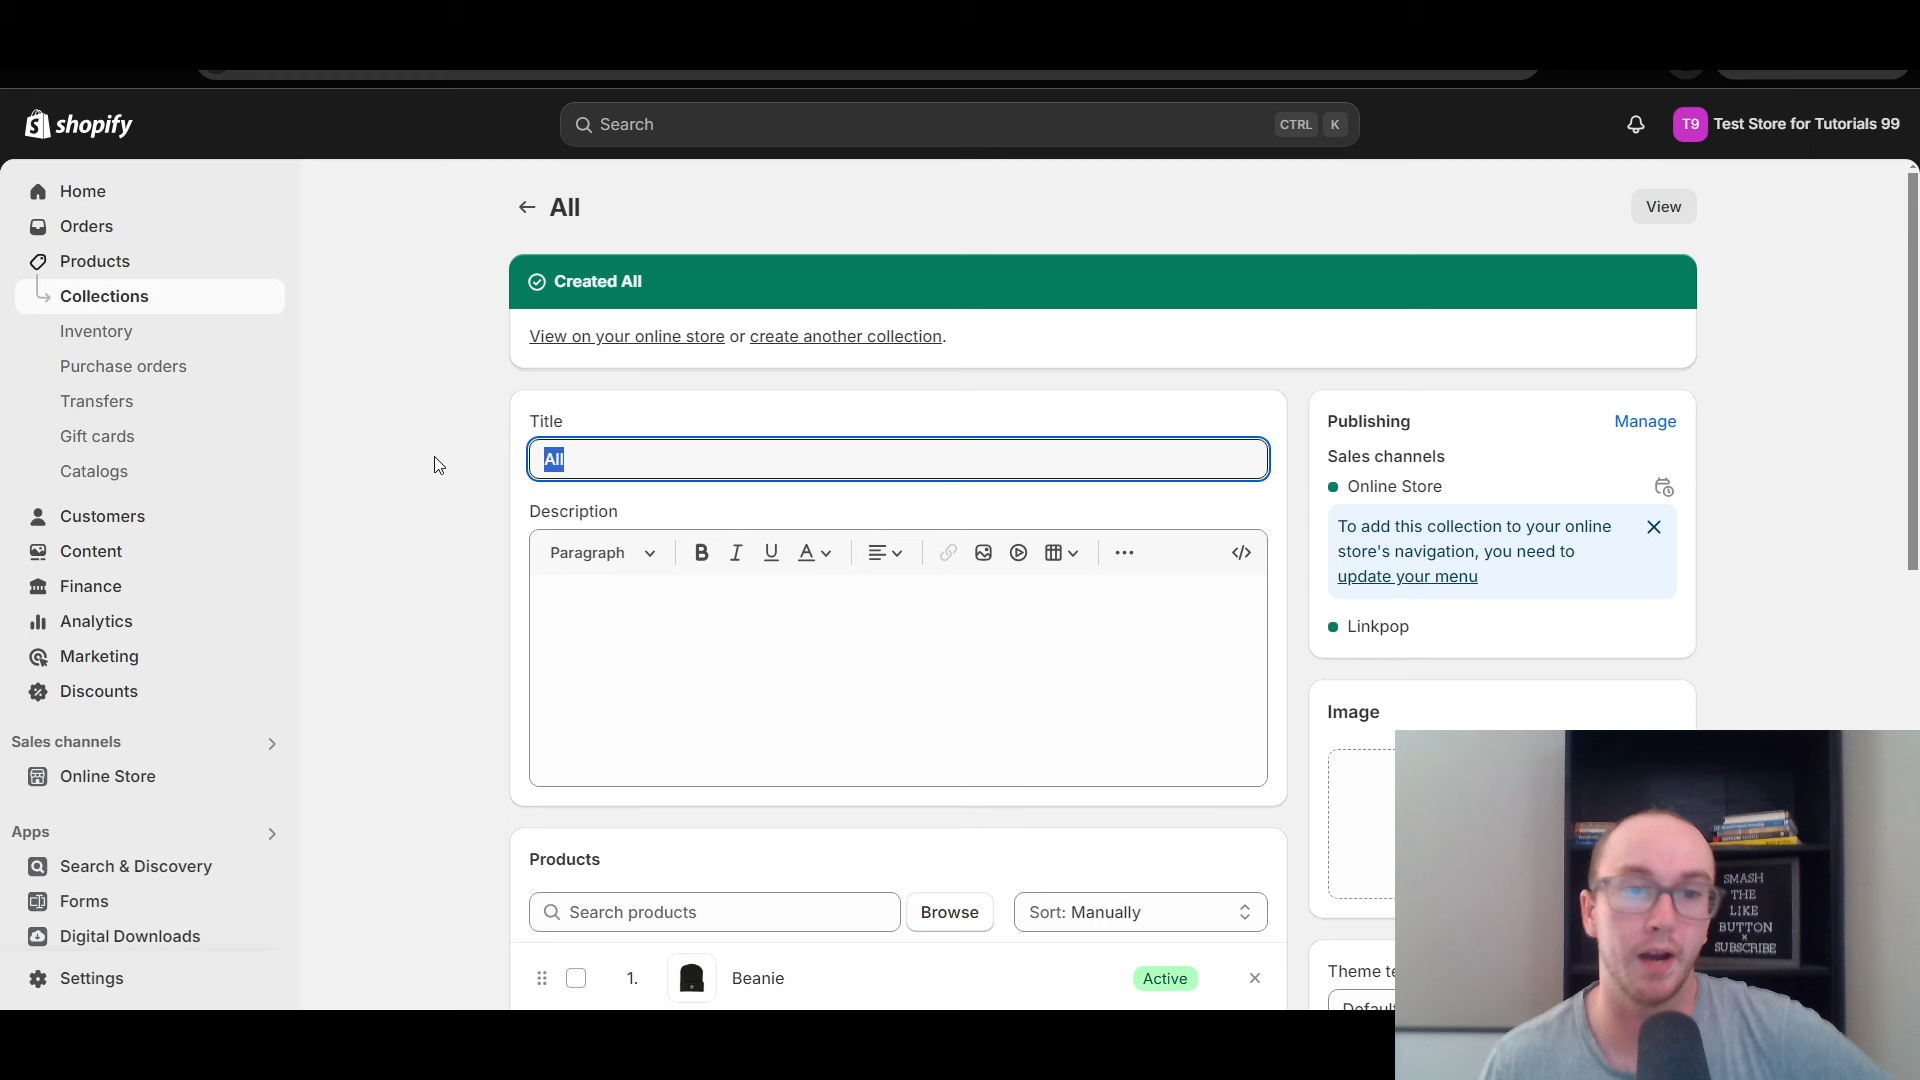 shopify
Search
CTRL K
T9
Test Store for Tutorials 99
Home
Orders
Products
Collections
Inventory
Purchase orders
Transfers
Gift cards
Catalogs
Customers
Content
Finance
Analytics
Marketing
Discounts
Sales channels
Online Store
Apps
Search & Discovery
Forms
Digital Downloads
Settings
All
View
Created All
View on your online store or create another collection.
Title
All
Description
Paragraph
B I U A
Products
Search products
Browse
Sort: Manually
1.
Beanie
Active
Publishing
Manage
Sales channels
Online Store
To add this collection to your online
store's navigation, you need to
update your menu
Linkpop
Image
Theme te
Default
SMASH
THE
LIKE
BUTTON
SUBSCRIBE